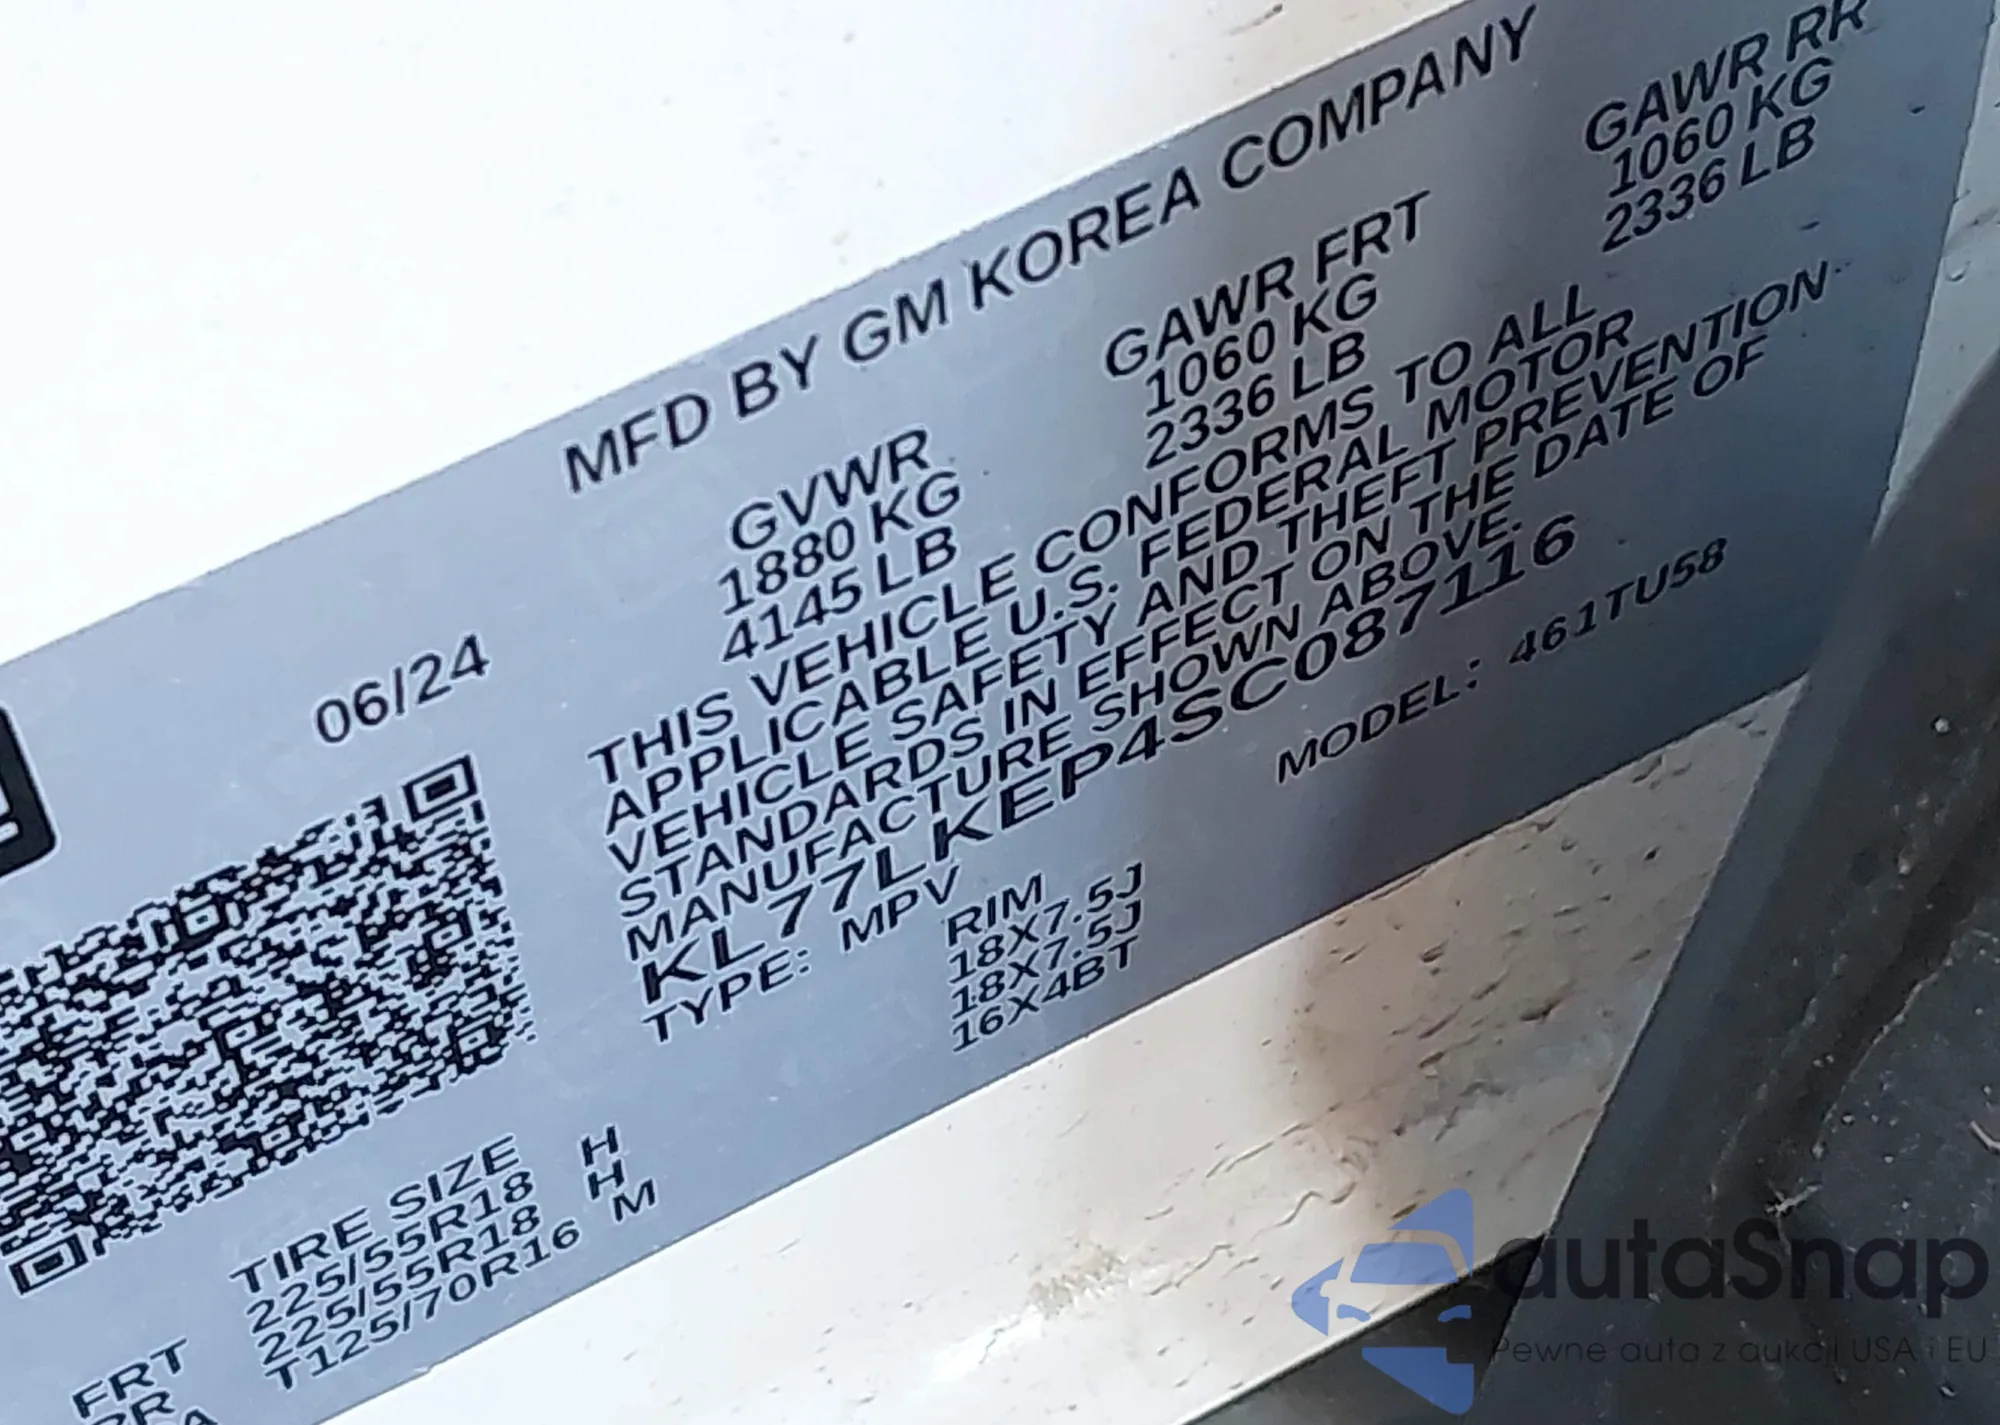 MFD BY GM KOREA COMPANY
06/24
GVWR
1880 KG
4145 LB
GAWR FRT
1060 KG
2336 LB
GAWR RR
1060 KG
2336 LB
THIS VEHICLE CONFORMS TO ALL
APPLICABLE U.S. FEDERAL MOTOR
VEHICLE SAFETY AND THEFT PREVENTION
STANDARDS IN EFFECT ON THE DATE OF
MANUFACTURE SHOWN ABOVE.
KL77LKEP4SC087116
TYPE: MPV
MODEL: 461TU58
TIRE SIZE RIM
FRT 225/55R18 H 18X7.5J
RR 225/55R18 H 18X7.5J
T125/70R16 M 16X4BT
autaSnap
Pewne auta z aukcji USA i EU